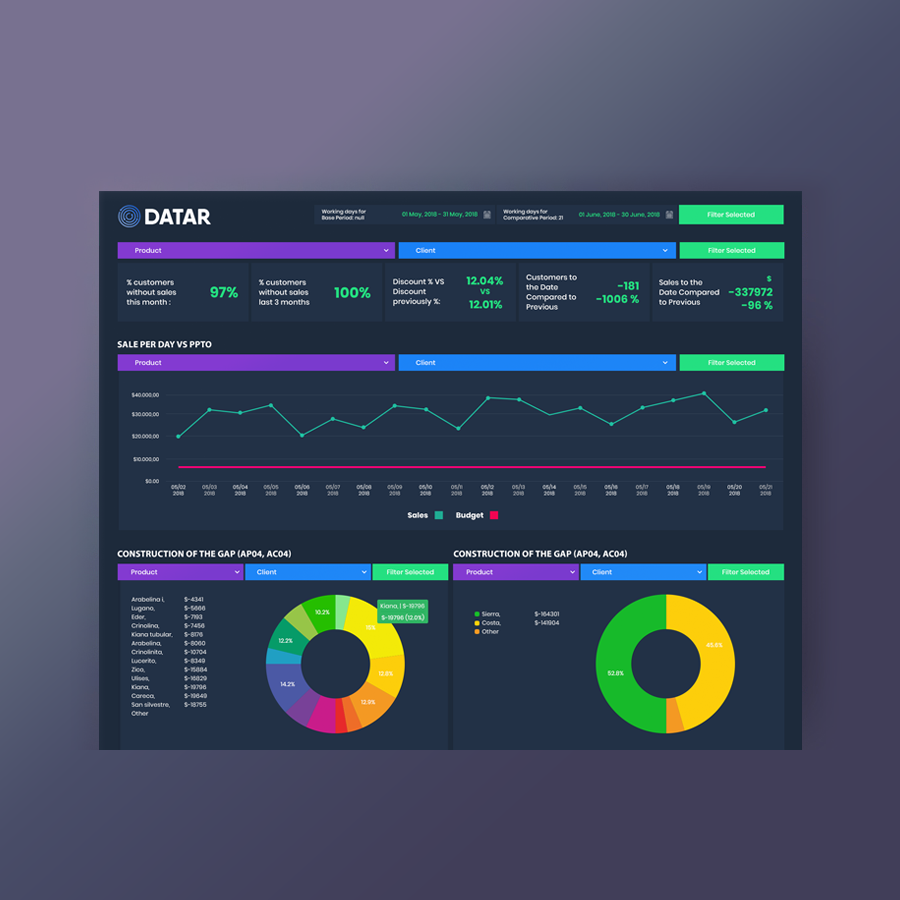 DATAR
Working days for
Base Period: null
01 May, 2018 - 31 May, 2018
Working days for
Comparative Period: 21
01 June, 2018 - 30 June, 2018
Filter Selected
Product
Client
Filter Selected
% customers
without sales
this month :
97%
% customers
without sales
last 3 months
100%
Discount % VS
Discount
previously %:
12.04%
VS
12.01%
Customers to
the Date
Compared to
Previous
-181
-1006 %
Sales to the
Date Compared
to Previous
$
-337972
-96 %
SALE PER DAY VS PPTO
Product
Client
Filter Selected
$40.000,00
$30.000,00
$20.000,00
$10.000,00
$0.00
05/02 2018
05/03 2018
05/04 2018
05/05 2018
05/06 2018
05/07 2018
05/08 2018
05/09 2018
05/10 2018
05/11 2018
05/12 2018
05/13 2018
05/14 2018
05/15 2018
05/16 2018
05/17 2018
05/18 2018
05/19 2018
05/20 2018
05/21 2018
Sales
Budget
CONSTRUCTION OF THE GAP (AP04, AC04)
Product
Client
Filter Selected
Arabelina I, $-4341
Lugano, $-5666
Eder, $-7193
Crinolina, $-7456
Kiana tubular, $-8176
Arabelina, $-8060
Crinolinita, $-10704
Lucerito, $-8349
Zico, $-15884
Ulises, $-16829
Kiana, $-19796
Careca, $-19649
San silvestre, $-18755
Other
10.2%
15%
Kiana, | $-19796
$-19796 (12.0%)
12.2%
14.2%
12.8%
CONSTRUCTION OF THE GAP (AP04, AC04)
Product
Client
Filter Selected
Sierra, $-164301
Costa, $-141904
Other
52.8%
45.6%